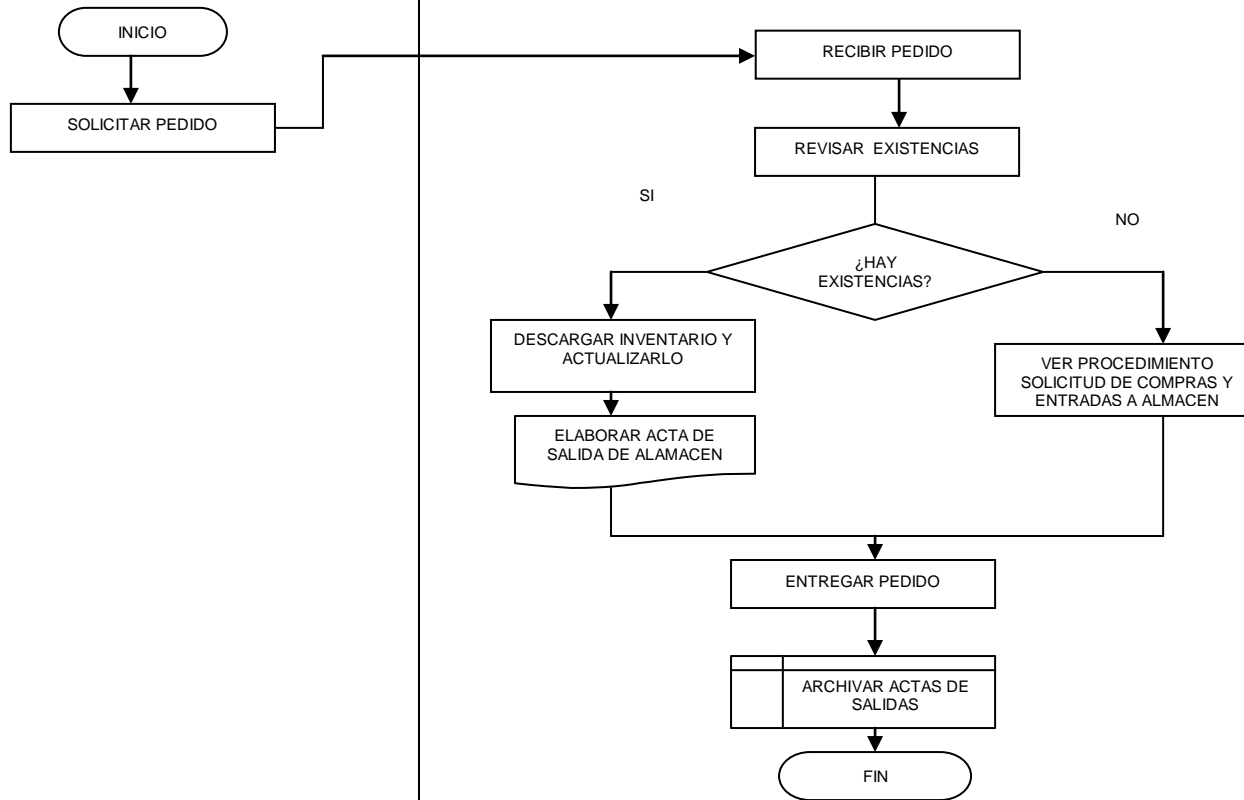 INICIO
SOLICITAR PEDIDO
RECIBIR PEDIDO
REVISAR EXISTENCIAS
SI
NO
¿HAY
EXISTENCIAS?
DESCARGAR INVENTARIO Y
ACTUALIZARLO
VER PROCEDIMIENTO
SOLICITUD DE COMPRAS Y
ENTRADAS A ALMACEN
ELABORAR ACTA DE
SALIDA DE ALAMACEN
ENTREGAR PEDIDO
ARCHIVAR ACTAS DE
SALIDAS
FIN